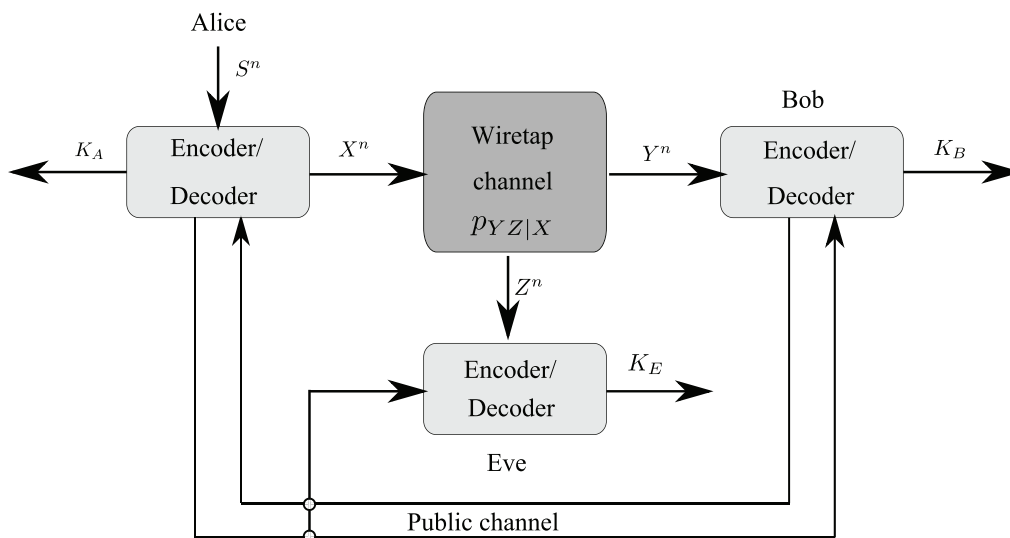 Alice
S^n
Bob
K_A
Encoder/
Decoder
X^n
Wiretap
channel
p_{YZ|X}
Y^n
Encoder/
Decoder
K_B
Z^n
Encoder/
Decoder
K_E
Eve
Public channel